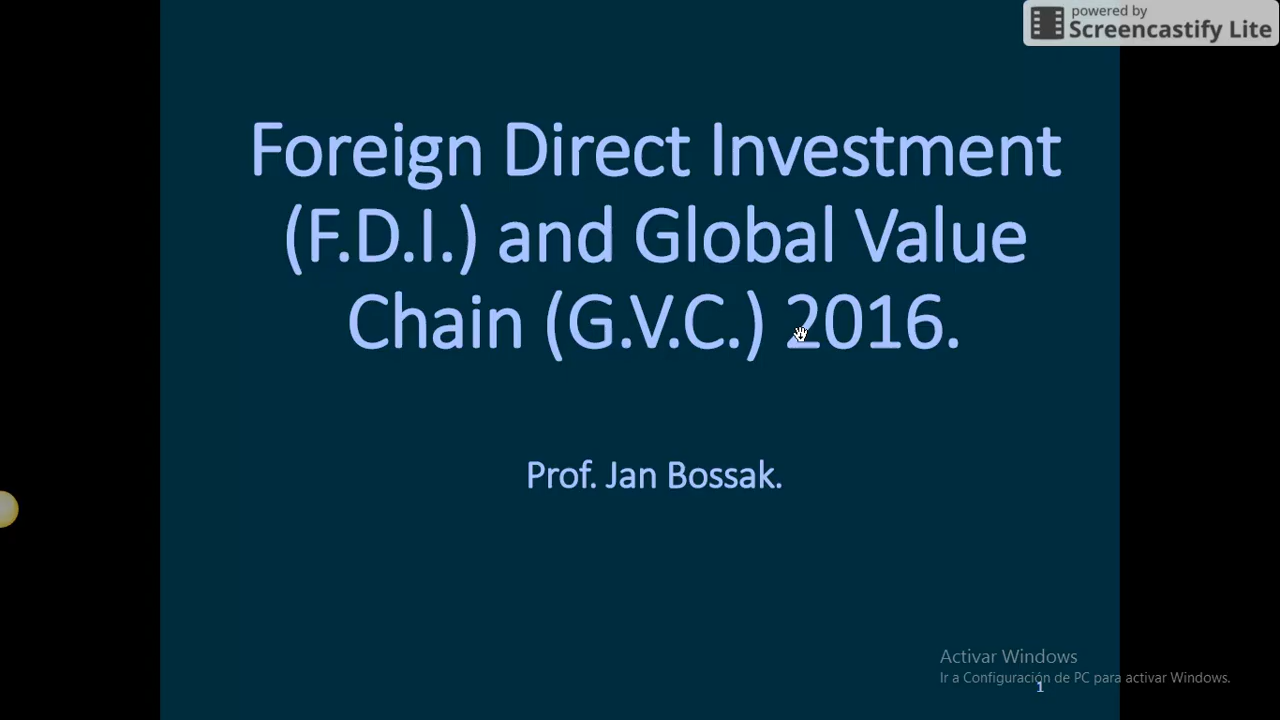 powered by
Screencastify Lite
Foreign Direct Investment
(F.D.I.) and Global Value
Chain (G.V.C.) 2016.
Prof. Jan Bossak.
Activar Windows
Ir a Configuración de PC para activar Windows.
1